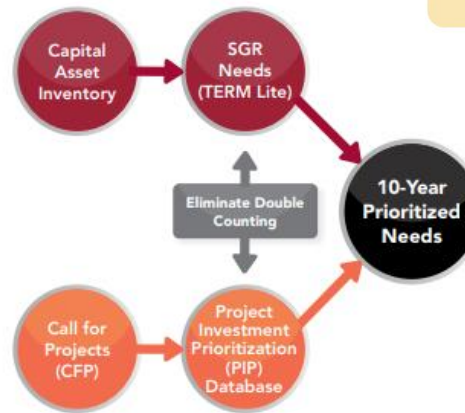 Capital
Asset
Inventory
SGR
Needs
(TERM Lite)
Eliminate Double
Counting
10-Year
Prioritized
Needs
Call for
Projects
(CFP)
Project
Investment
Prioritization
(PIP)
Database